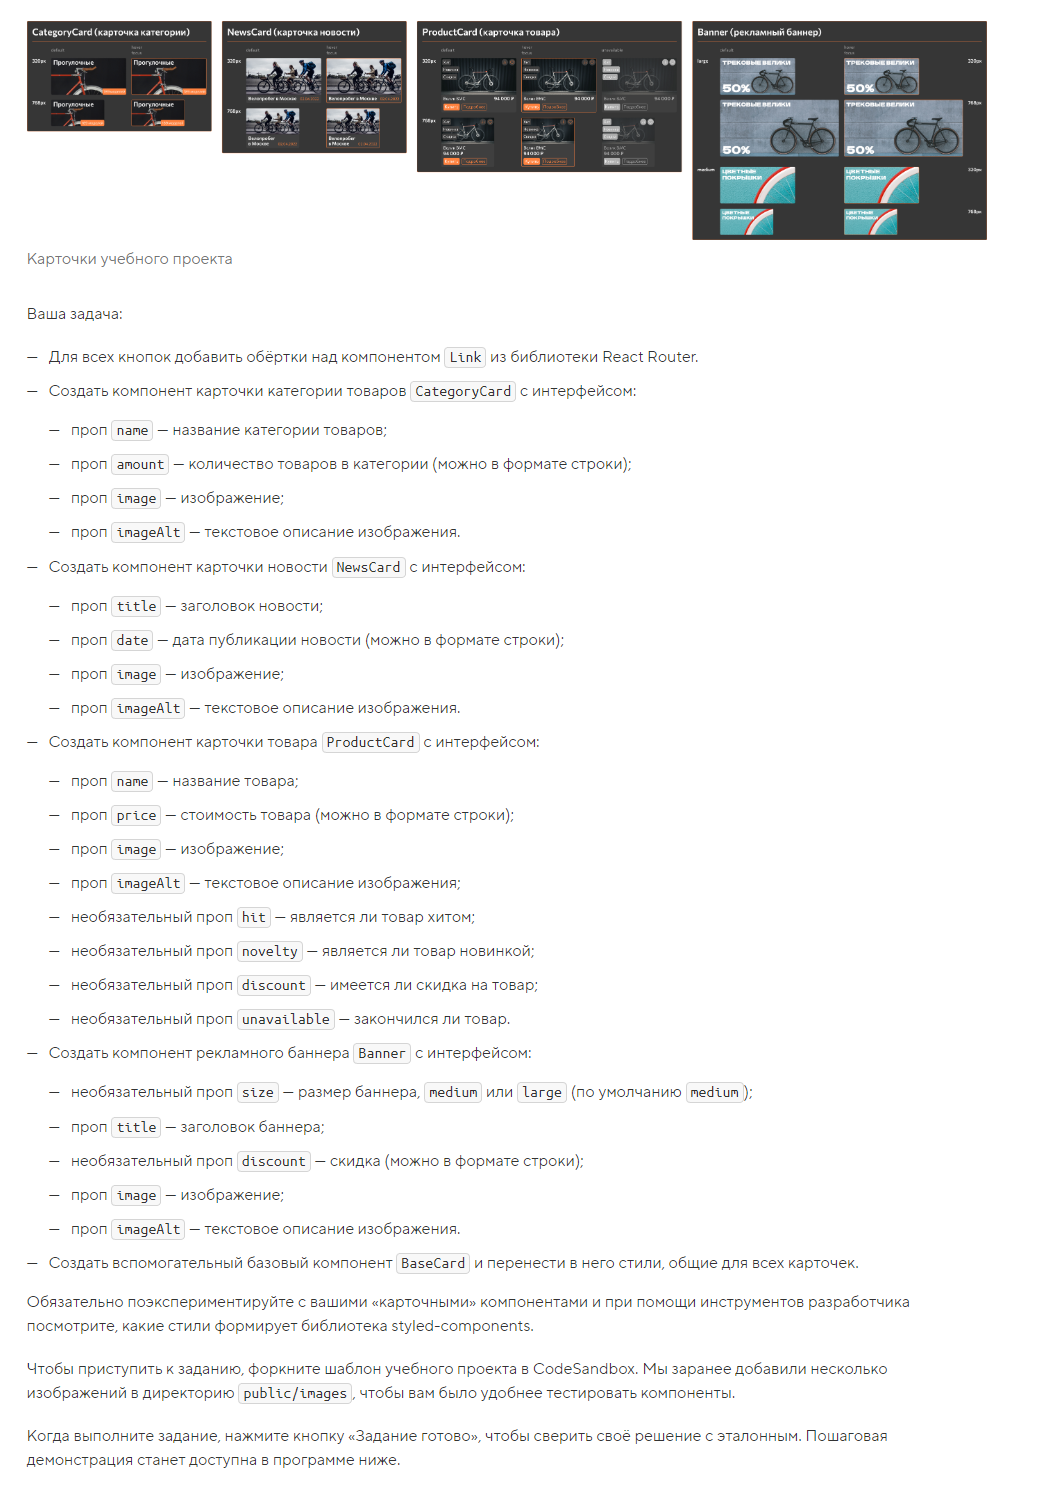 CategoryCard (карточка категории)
default
hover
focus
320px
Прогулочные
Прогулочные
768px
Прогулочные
Прогулочные
NewsCard (карточка новости)
default
hover
focus
320px
Велопробег в Москве
Велопробег в Москве
768px
Велопробег
в Москве
Велопробег
в Москве
ProductCard (карточка товара)
default
hover
focus
unavailable
320px
Хит
Новинка
Скидка
94 000 ₽
Купить
Подробнее
768px
94 000 ₽
Купить
Подробнее
Banner (рекламный баннер)
default
hover
focus
large
ТРЕКОВЫЕ ВЕЛИКИ
50%
ТРЕКОВЫЕ ВЕЛИКИ
50%
320px
ТРЕКОВЫЕ ВЕЛИКИ
50%
ТРЕКОВЫЕ ВЕЛИКИ
50%
768px
medium
ЦВЕТНЫЕ
ПОКРЫШКИ
ЦВЕТНЫЕ
ПОКРЫШКИ
320px
ЦВЕТНЫЕ
ПОКРЫШКИ
ЦВЕТНЫЕ
ПОКРЫШКИ
768px
Карточки учебного проекта
Ваша задача:
— Для всех кнопок добавить обёртки над компонентом Link из библиотеки React Router.
— Создать компонент карточки категории товаров CategoryCard с интерфейсом:
— проп name — название категории товаров;
— проп amount — количество товаров в категории (можно в формате строки);
— проп image — изображение;
— проп imageAlt — текстовое описание изображения.
— Создать компонент карточки новости NewsCard с интерфейсом:
— проп title — заголовок новости;
— проп date — дата публикации новости (можно в формате строки);
— проп image — изображение;
— проп imageAlt — текстовое описание изображения.
— Создать компонент карточки товара ProductCard с интерфейсом:
— проп name — название товара;
— проп price — стоимость товара (можно в формате строки);
— проп image — изображение;
— проп imageAlt — текстовое описание изображения;
— необязательный проп hit — является ли товар хитом;
— необязательный проп novelty — является ли товар новинкой;
— необязательный проп discount — имеется ли скидка на товар;
— необязательный проп unavailable — закончился ли товар.
— Создать компонент рекламного баннера Banner с интерфейсом:
— необязательный проп size — размер баннера, medium или large (по умолчанию medium);
— проп title — заголовок баннера;
— необязательный проп discount — скидка (можно в формате строки);
— проп image — изображение;
— проп imageAlt — текстовое описание изображения.
— Создать вспомогательный базовый компонент BaseCard и перенести в него стили, общие для всех карточек.
Обязательно поэкспериментируйте с вашими «карточными» компонентами и при помощи инструментов разработчика
посмотрите, какие стили формирует библиотека styled-components.
Чтобы приступить к заданию, форкните шаблон учебного проекта в CodeSandbox. Мы заранее добавили несколько
изображений в директорию public/images, чтобы вам было удобнее тестировать компоненты.
Когда выполните задание, нажмите кнопку «Задание готово», чтобы сверить своё решение с эталонным. Пошаговая
демонстрация станет доступна в программе ниже.